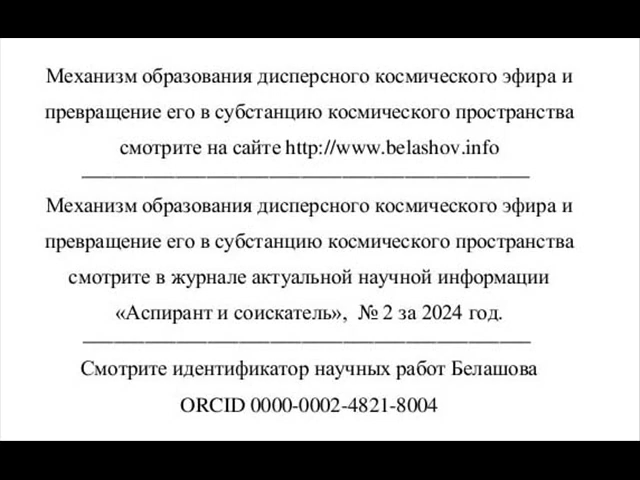 Механизм образования дисперсного космического эфира и
превращение его в субстанцию космического пространства
смотрите на сайте http://www.belashov.info
Механизм образования дисперсного космического эфира и
превращение его в субстанцию космического пространства
смотрите в журнале актуальной научной информации
«Аспирант и соискатель», № 2 за 2024 год.
Смотрите идентификатор научных работ Белашова
ORCID 0000-0002-4821-8004